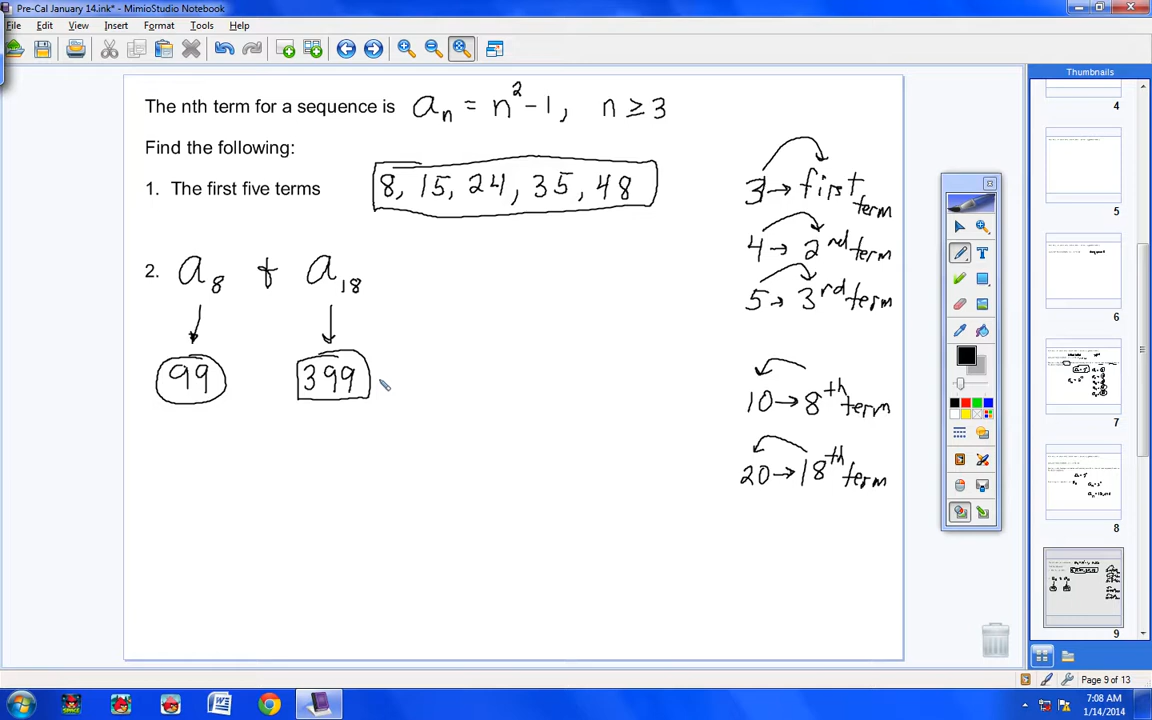 Pre-Cal January 14.ink* - MimioStudio Notebook
File Edit View Insert Format Tools Help
Thumbnails
The nth term for a sequence is aₙ = n² - 1, n ≥ 3
Find the following:
1. The first five terms
8, 15, 24, 35, 48
3 → first term
4 → 2nd term
5 → 3rd term
2. a₈ & a₁₈
↓ ↓
99 399
10 → 8th term
20 → 18th term
4
5
6
7
8
9
Page 9 of 13
7:08 AM
1/14/2014